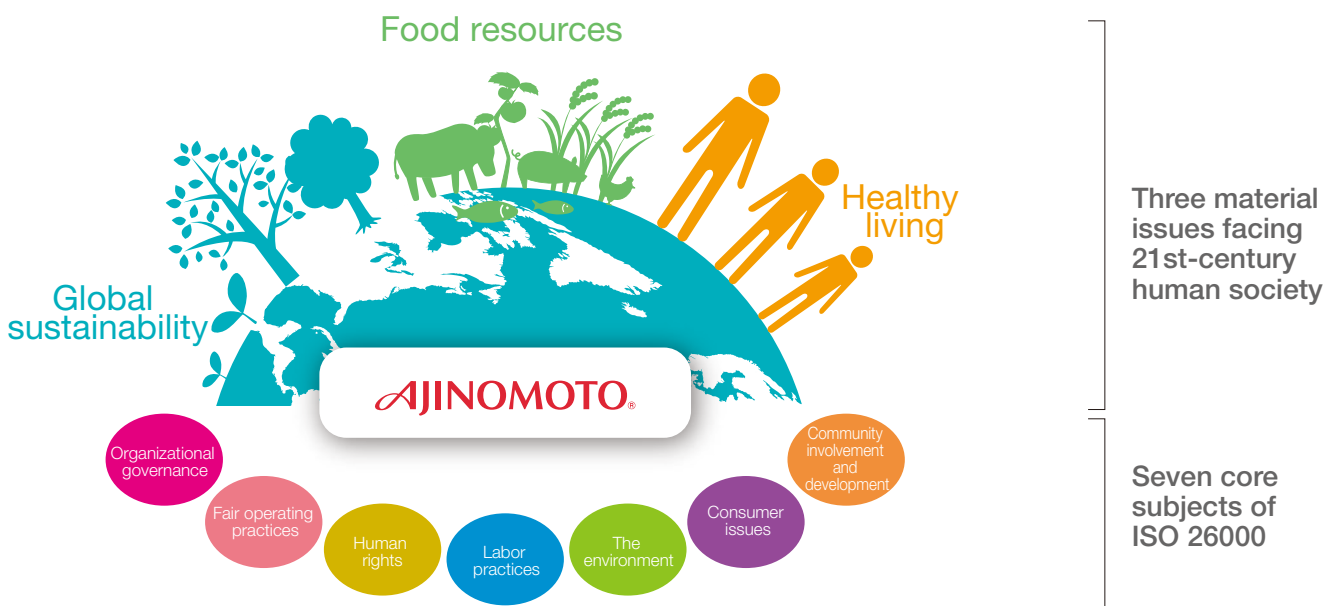 Food resources
Healthy
living
Global
sustainability
AJINOMOTO®
Three material
issues facing
21st-century
human society
Organizational
governance
Fair operating
practices
Human
rights
Labor
practices
The
environment
Consumer
issues
Community
involvement
and
development
Seven core
subjects of
ISO 26000